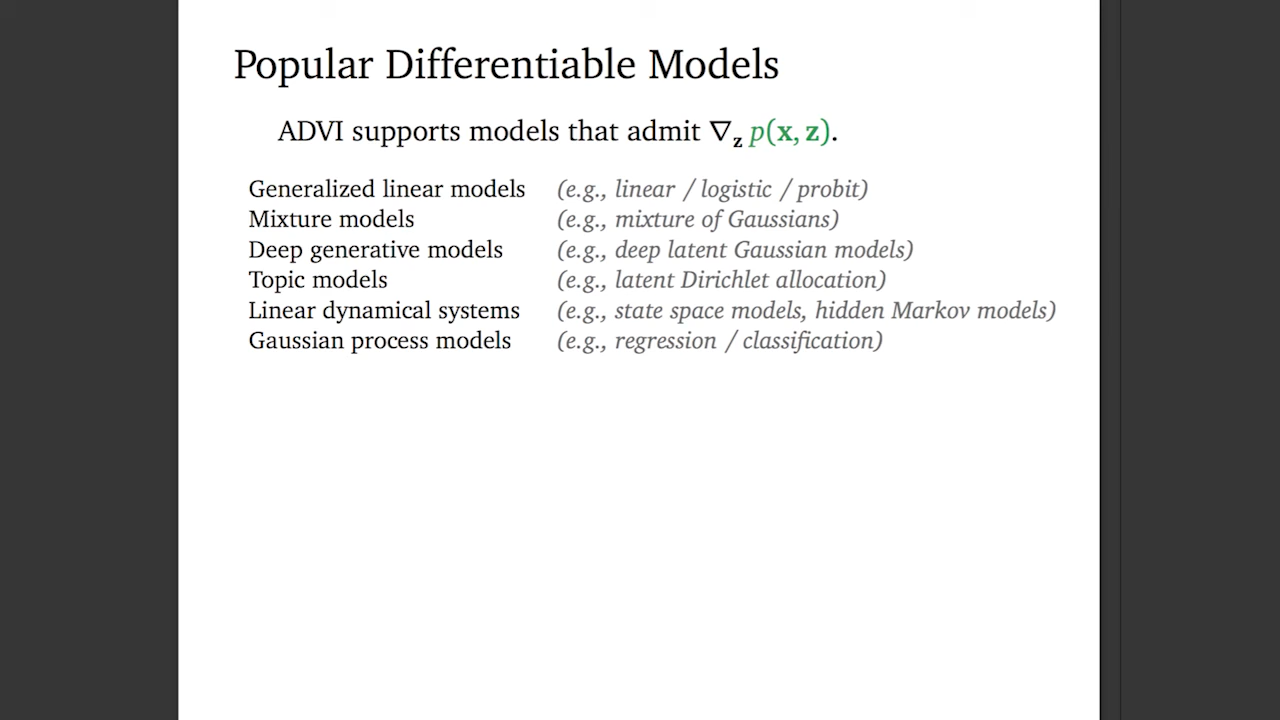 Popular Differentiable Models
ADVI supports models that admit ∇z p(x, z).
Generalized linear models (e.g., linear / logistic / probit)
Mixture models (e.g., mixture of Gaussians)
Deep generative models (e.g., deep latent Gaussian models)
Topic models (e.g., latent Dirichlet allocation)
Linear dynamical systems (e.g., state space models, hidden Markov models)
Gaussian process models (e.g., regression / classification)